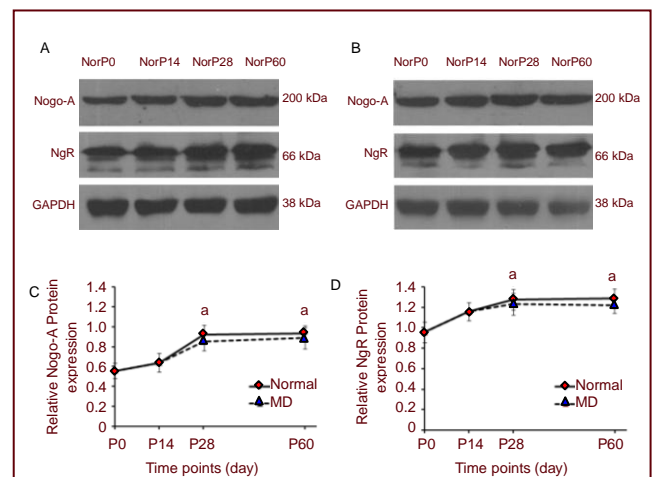 A
NorP0 NorP14 NorP28 NorP60
Nogo-A 200 kDa
NgR 66 kDa
GAPDH 38 kDa
B
NorP0 NorP14 NorP28 NorP60
Nogo-A 200 kDa
NgR 66 kDa
GAPDH 38 kDa
C
Relative Nogo-A Protein
expression
1.4
1.2
1.0
0.8
0.6
0.4
0.2
0
a a
Normal
MD
P0 P14 P28 P60
Time points (day)
D
Relative NgR Protein
expression
1.4
1.2
1.0
0.8
0.6
0.4
0.2
0
a a
Normal
MD
P0 P14 P28 P60
Time points (day)